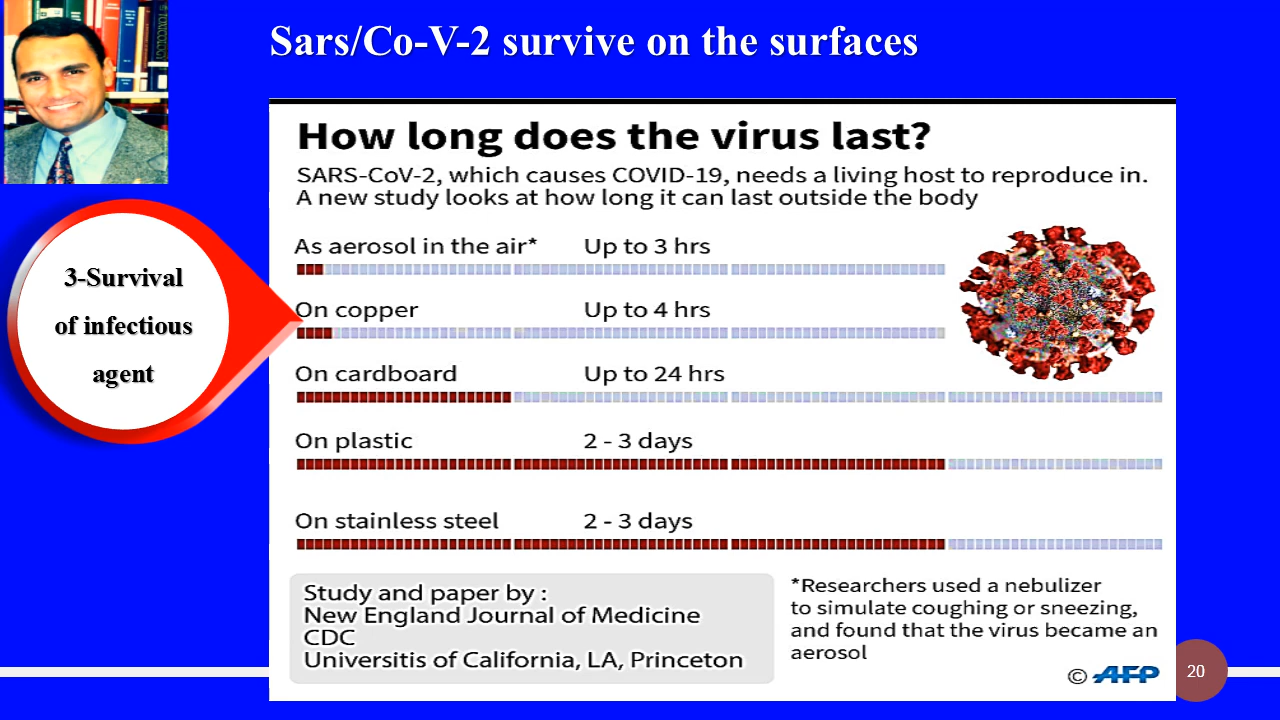 TOXICOLOGY
Sars/Co-V-2 survive on the surfaces
How long does the virus last?
SARS-CoV-2, which causes COVID-19, needs a living host to reproduce in.
A new study looks at how long it can last outside the body
3-Survival
of infectious
agent
As aerosol in the air* Up to 3 hrs
On copper Up to 4 hrs
On cardboard Up to 24 hrs
On plastic 2 - 3 days
On stainless steel 2 - 3 days
Study and paper by :
New England Journal of Medicine
CDC
Universitis of California, LA, Princeton
*Researchers used a nebulizer
to simulate coughing or sneezing,
and found that the virus became an
aerosol
© AFP
20